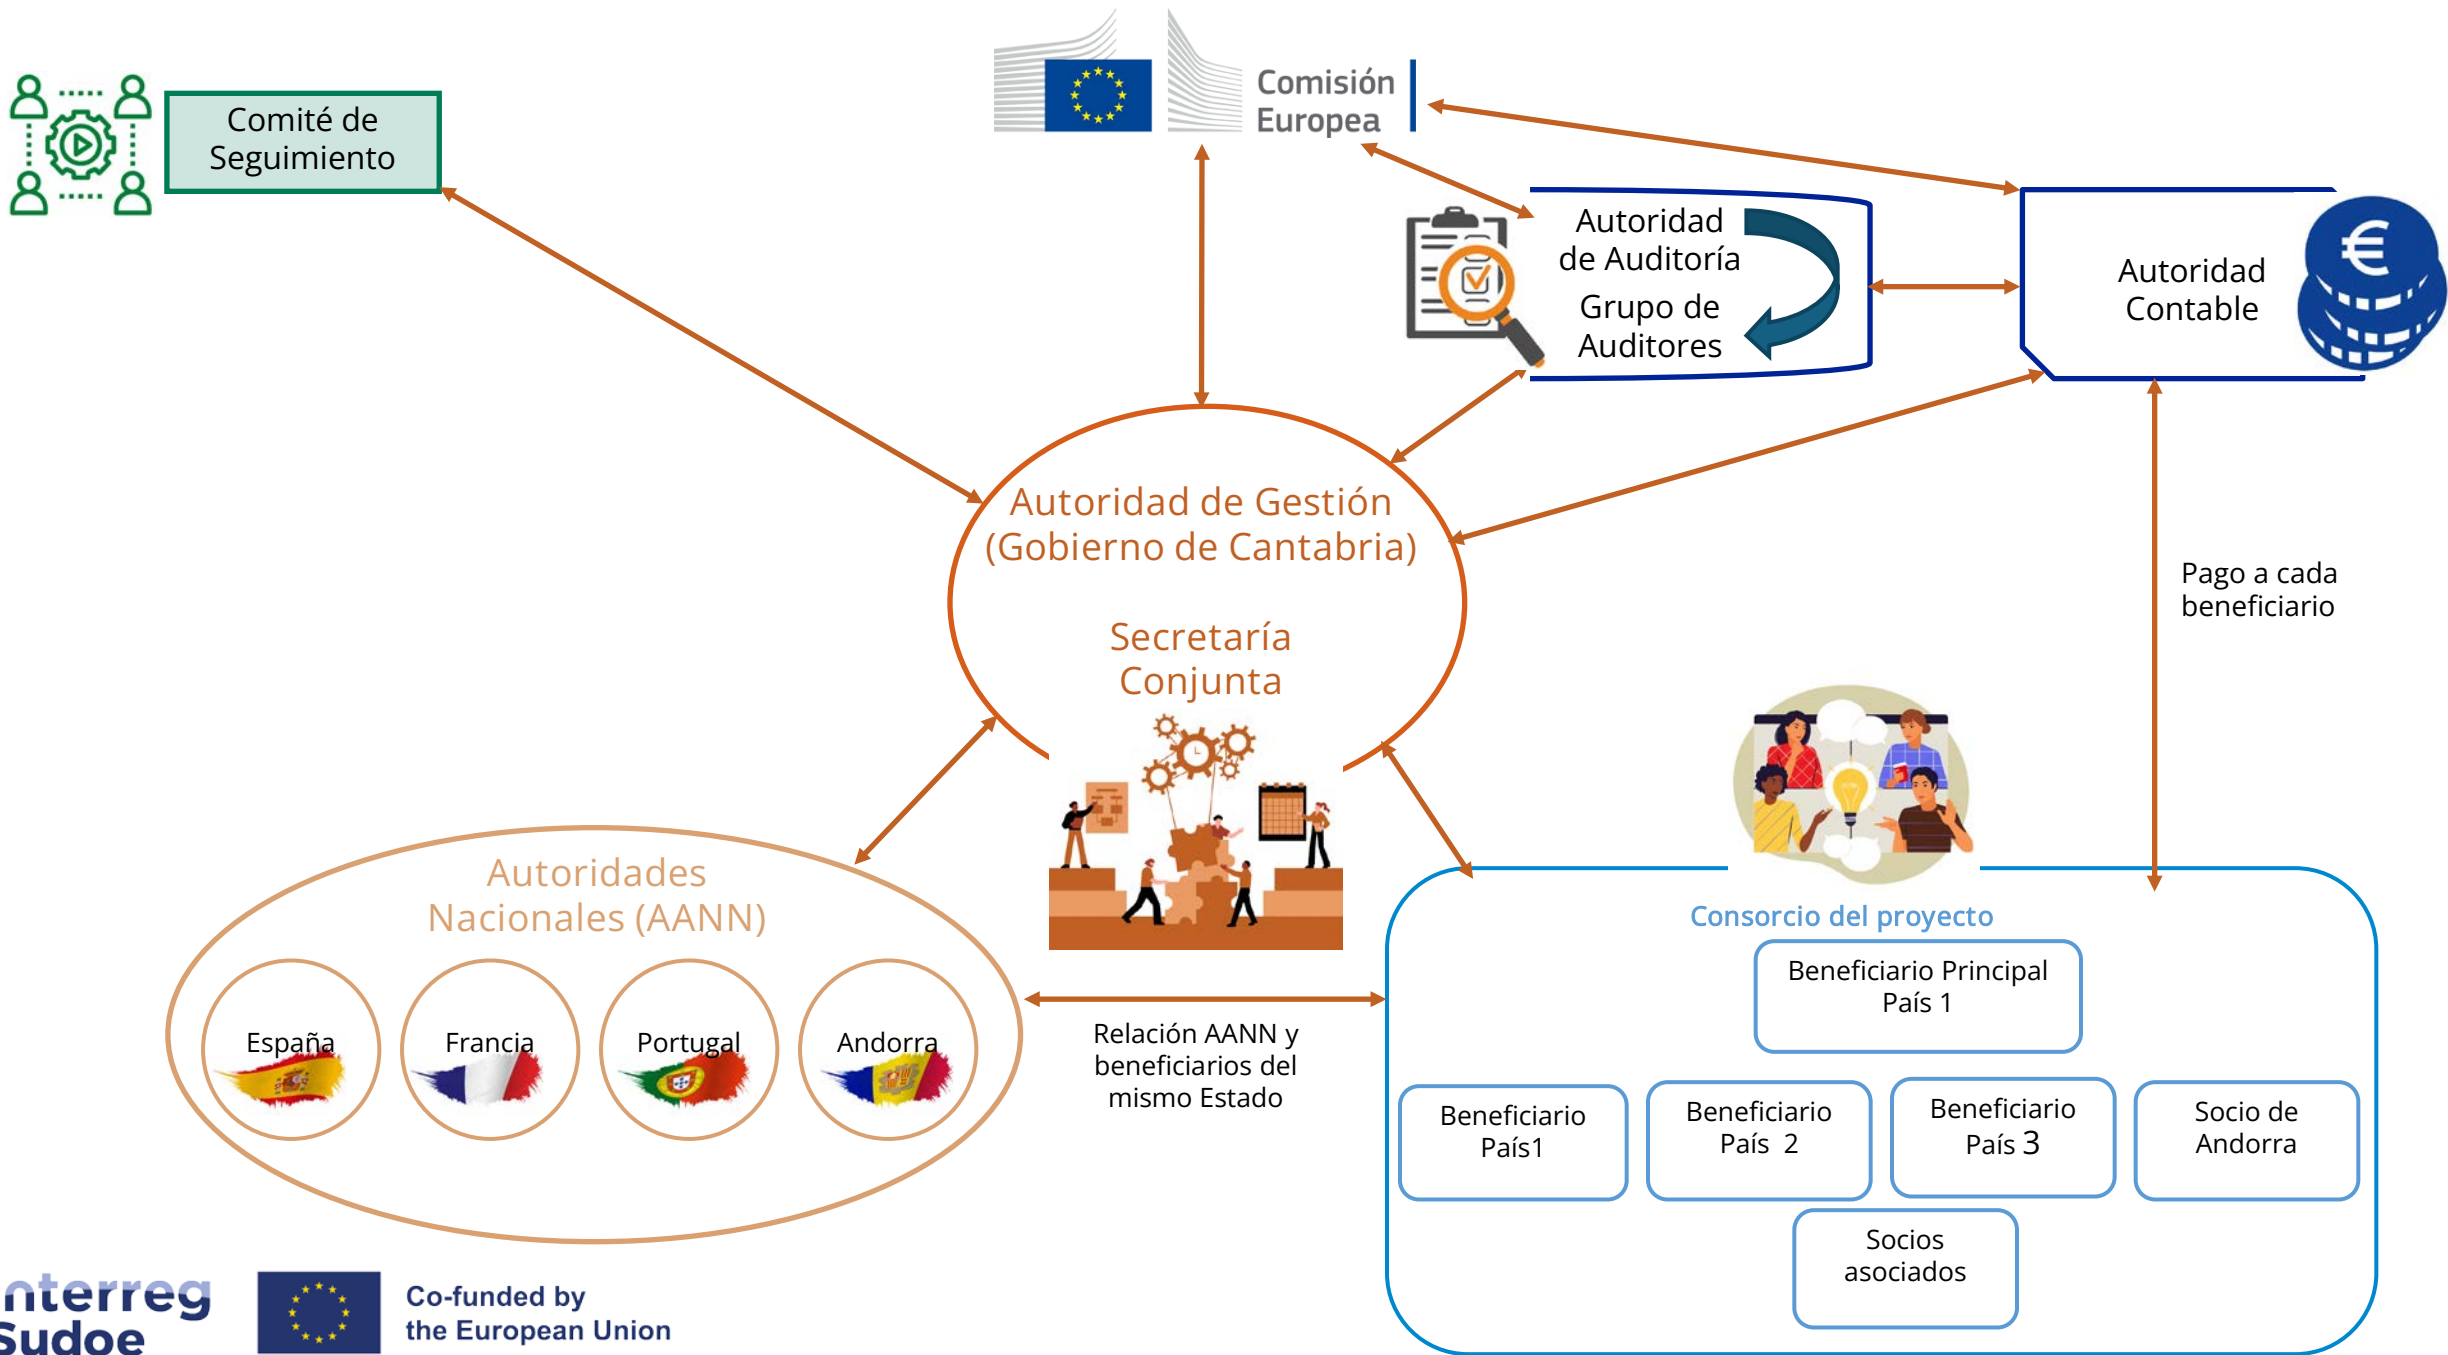 Comité de
Seguimiento
Comisión
Europea
Autoridad
de Auditoría
Grupo de
Auditores
Autoridad
Contable
Autoridad de Gestión
(Gobierno de Cantabria)
Secretaría
Conjunta
Pago a cada
beneficiario
Autoridades
Nacionales (AANN)
España
Francia
Portugal
Andorra
Relación AANN y
beneficiarios del
mismo Estado
Consorcio del proyecto
Beneficiario Principal
País 1
Beneficiario
País1
Beneficiario
País  2
Beneficiario
País 3
Socio de
Andorra
Socios
asociados
nterreg
Sudoe
Co-funded by
the European Union